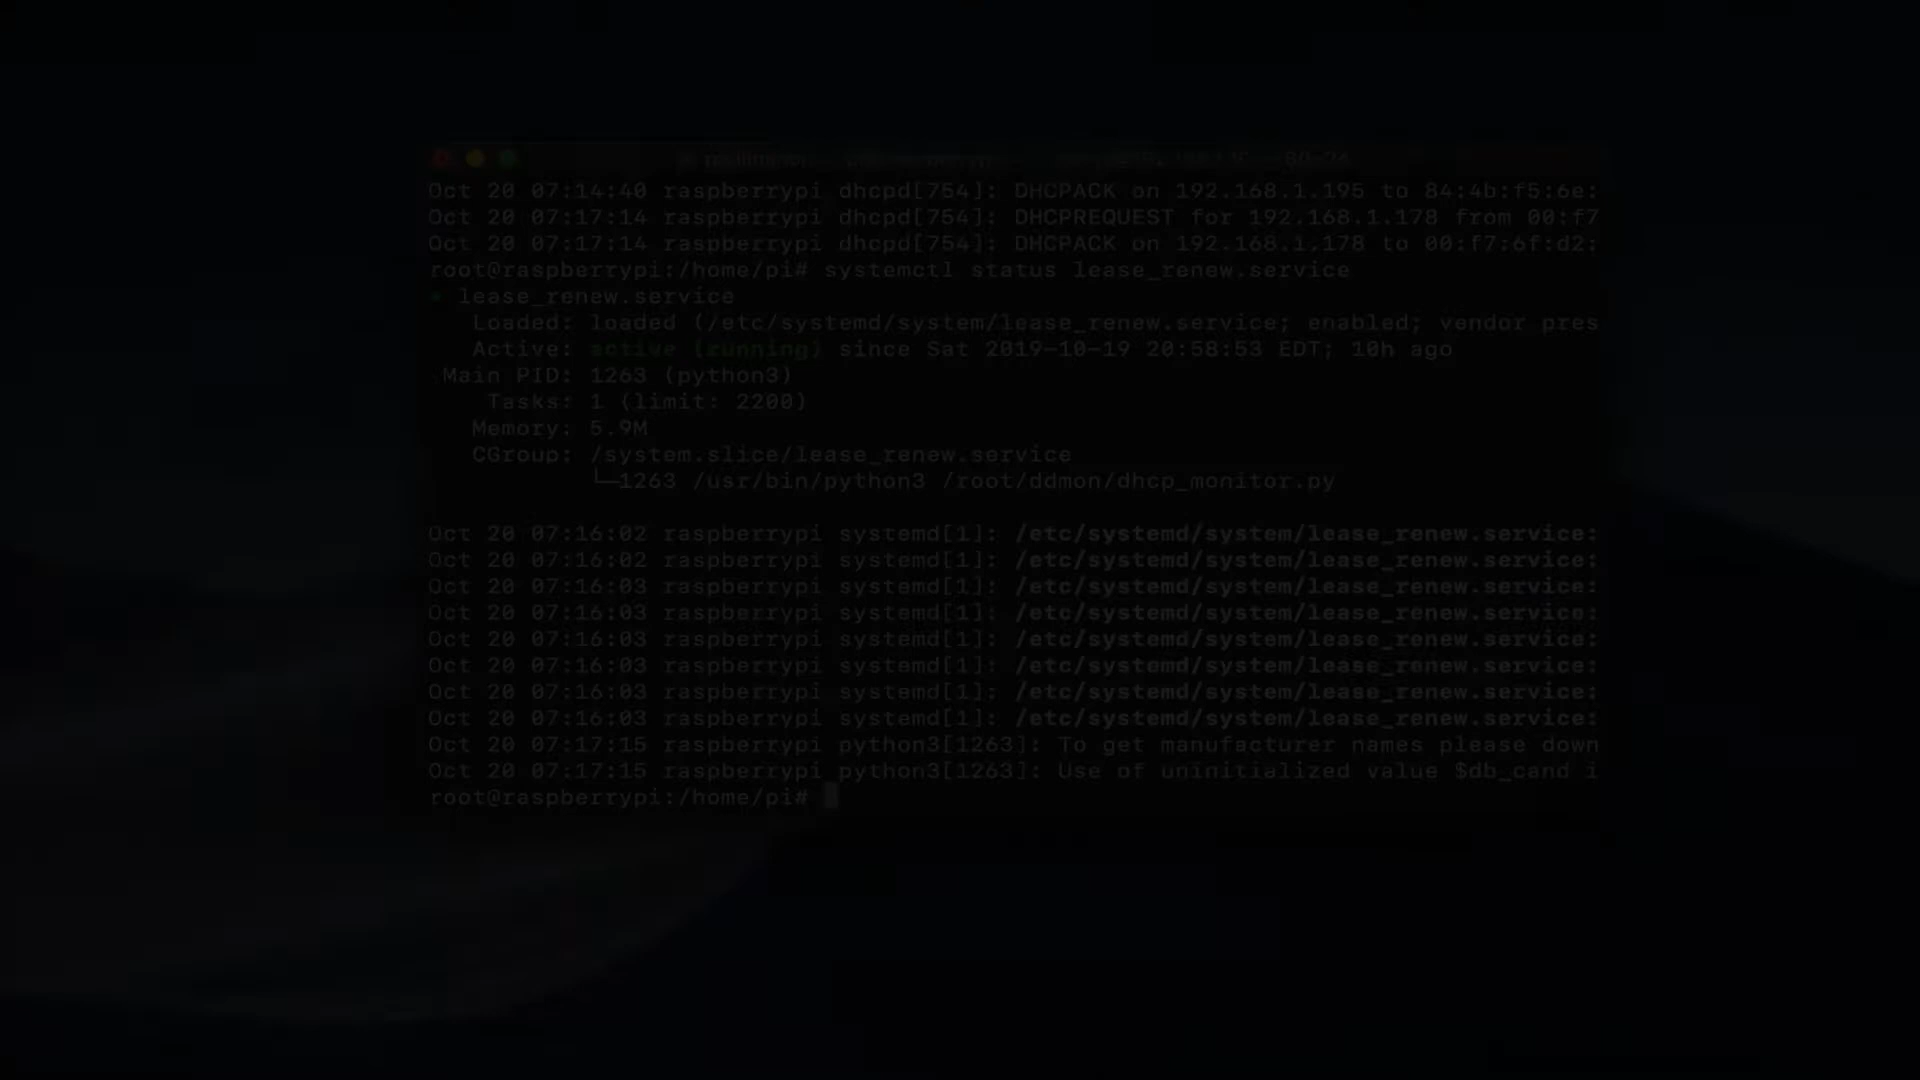 Oct 20 07:14:40 raspberrypi dhcpd[754]: DHCPACK on 192.168.1.195 to 84:4b:f5:6e:
Oct 20 07:17:14 raspberrypi dhcpd[754]: DHCPREQUEST for 192.168.1.178 from 00:f7
Oct 20 07:17:14 raspberrypi dhcpd[754]: DHCPACK on 192.168.1.178 to 00:f7:6f:d2:
root@raspberrypi:/home/pi# systemctl status lease_renew.service
● lease_renew.service
Loaded: loaded (/etc/systemd/system/lease_renew.service; enabled; vendor pres
Active: active (running) since Sat 2019-10-19 20:58:53 EDT; 10h ago
Main PID: 1263 (python3)
Tasks: 1 (limit: 2200)
Memory: 5.9M
CGroup: /system.slice/lease_renew.service
└─1263 /usr/bin/python3 /root/ddmon/dhcp_monitor.py
Oct 20 07:16:02 raspberrypi systemd[1]: /etc/systemd/system/lease_renew.service:
Oct 20 07:16:02 raspberrypi systemd[1]: /etc/systemd/system/lease_renew.service:
Oct 20 07:16:03 raspberrypi systemd[1]: /etc/systemd/system/lease_renew.service:
Oct 20 07:16:03 raspberrypi systemd[1]: /etc/systemd/system/lease_renew.service:
Oct 20 07:16:03 raspberrypi systemd[1]: /etc/systemd/system/lease_renew.service:
Oct 20 07:16:03 raspberrypi systemd[1]: /etc/systemd/system/lease_renew.service:
Oct 20 07:16:03 raspberrypi systemd[1]: /etc/systemd/system/lease_renew.service:
Oct 20 07:16:03 raspberrypi systemd[1]: /etc/systemd/system/lease_renew.service:
Oct 20 07:17:15 raspberrypi python3[1263]: To get manufacturer names please down
Oct 20 07:17:15 raspberrypi python3[1263]: Use of uninitialized value $db_cand i
root@raspberrypi:/home/pi#